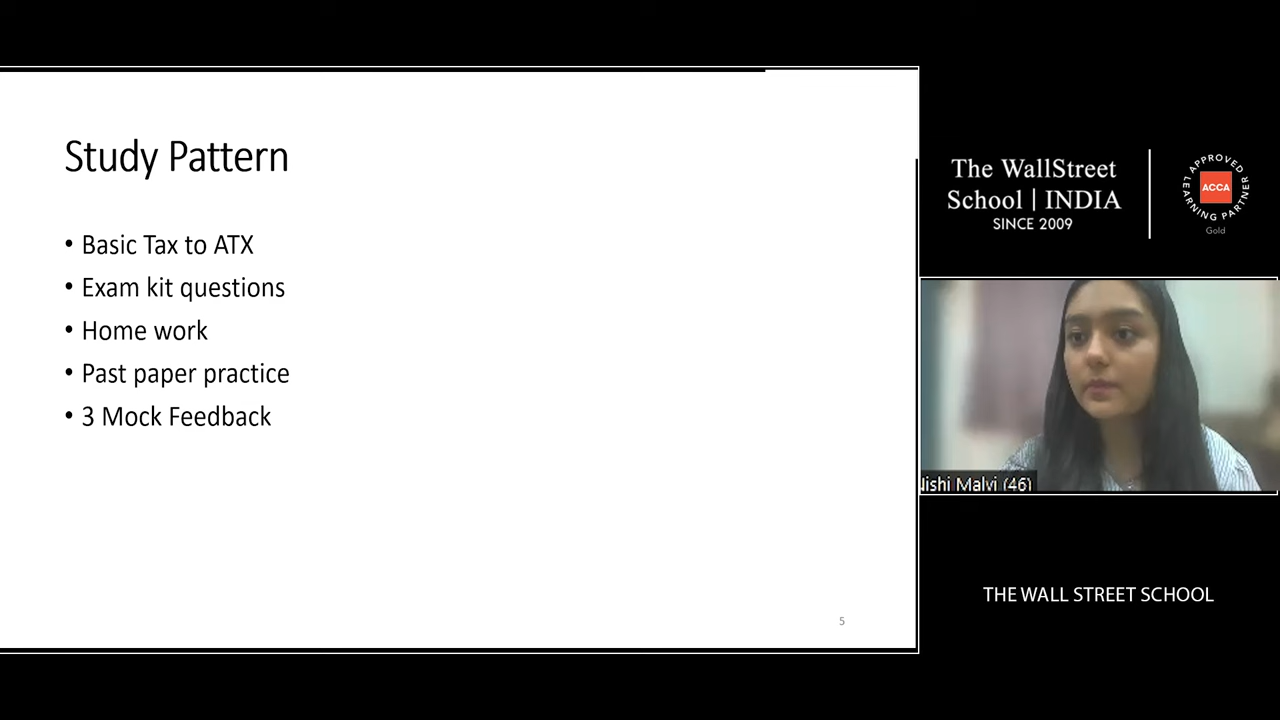 Study Pattern
• Basic Tax to ATX
• Exam kit questions
• Home work
• Past paper practice
• 3 Mock Feedback
5
The WallStreet
School | INDIA
SINCE 2009
APPROVED
ACCA
LEARNING PARTNER
Gold
Malvi (46)
THE WALL STREET SCHOOL